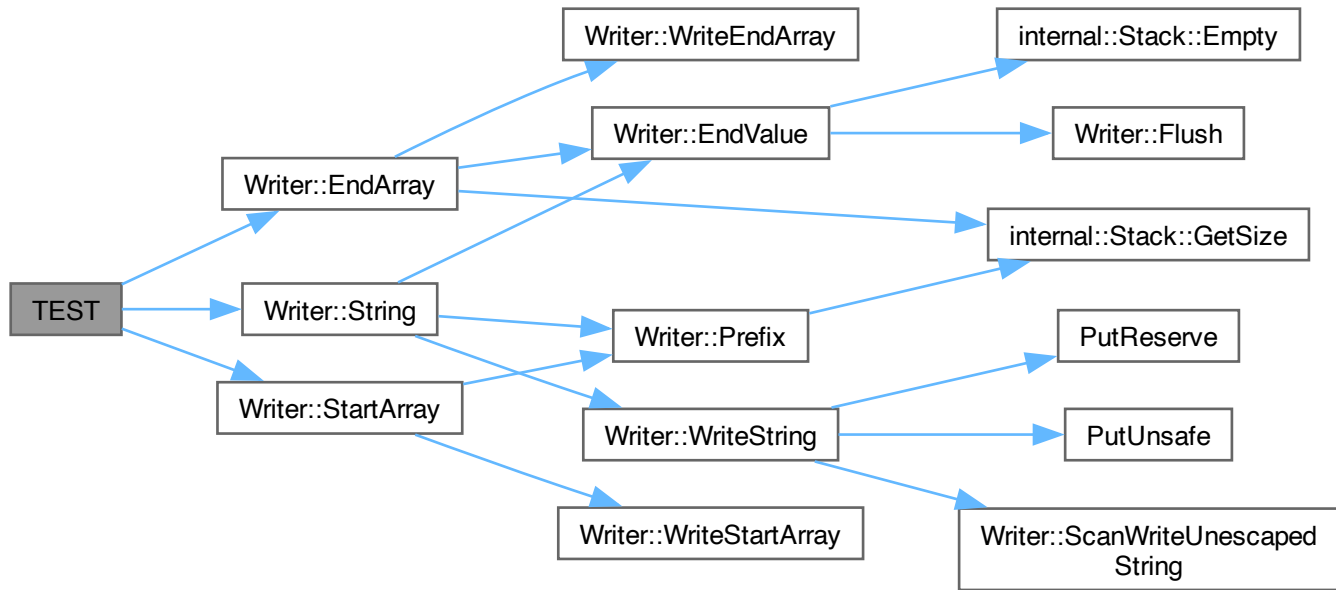 Writer::WriteEndArray
internal::Stack::Empty
Writer::EndValue
Writer::Flush
Writer::EndArray
internal::Stack::GetSize
TEST
Writer::String
Writer::Prefix
PutReserve
Writer::StartArray
Writer::WriteString
PutUnsafe
Writer::WriteStartArray
Writer::ScanWriteUnescaped
String